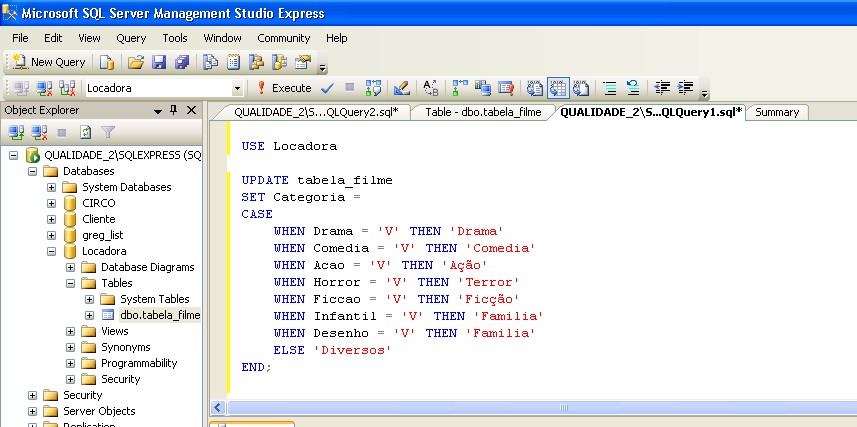 Microsoft SQL Server Management Studio Express
File Edit View Query Tools Window Community Help
New Query
Locadora Execute
Object Explorer
QUALIDADE_2\S...QLQuery2.sql* Table - dbo.tabela_filme QUALIDADE_2\S...QLQuery1.sql* Summary
QUALIDADE_2\SQLEXPRESS (SQ
Databases
System Databases
CIRCO
Cliente
greg_list
Locadora
Database Diagrams
Tables
System Tables
dbo.tabela_filme
Views
Synonyms
Programmability
Security
Security
Server Objects
Replication
USE Locadora
UPDATE tabela_filme
SET Categoria =
CASE
WHEN Drama = 'V' THEN 'Drama'
WHEN Comedia = 'V' THEN 'Comedia'
WHEN Acao = 'V' THEN 'Ação'
WHEN Horror = 'V' THEN 'Terror'
WHEN Ficcao = 'V' THEN 'Ficção'
WHEN Infantil = 'V' THEN 'Familia'
WHEN Desenho = 'V' THEN 'Familia'
ELSE 'Diversos'
END;